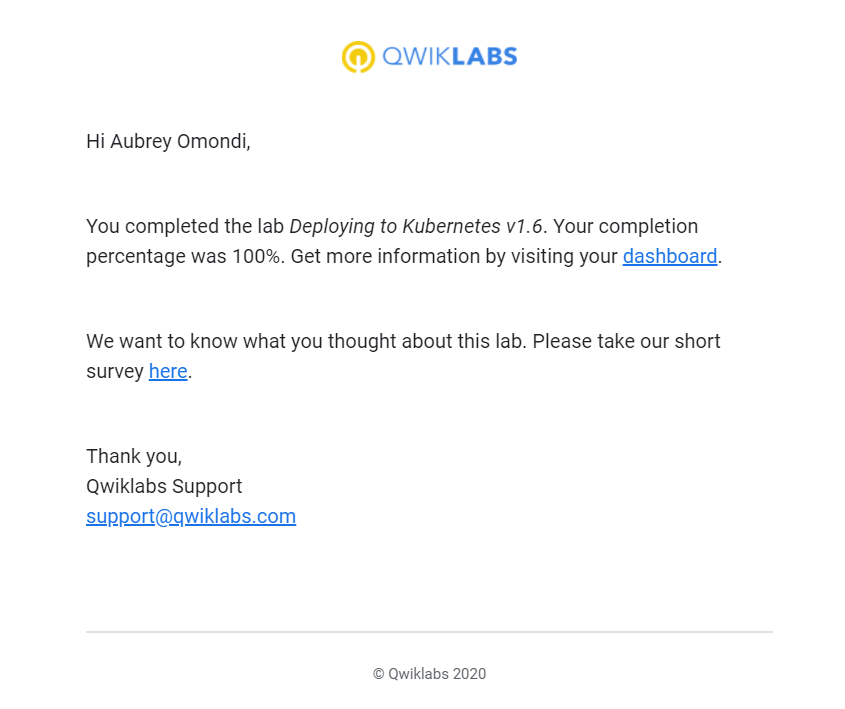 QWIKLABS
Hi Aubrey Omondi,
You completed the lab Deploying to Kubernetes v1.6. Your completion
percentage was 100%. Get more information by visiting your dashboard.
We want to know what you thought about this lab. Please take our short
survey here.
Thank you,
Qwiklabs Support
support@qwiklabs.com
© Qwiklabs 2020